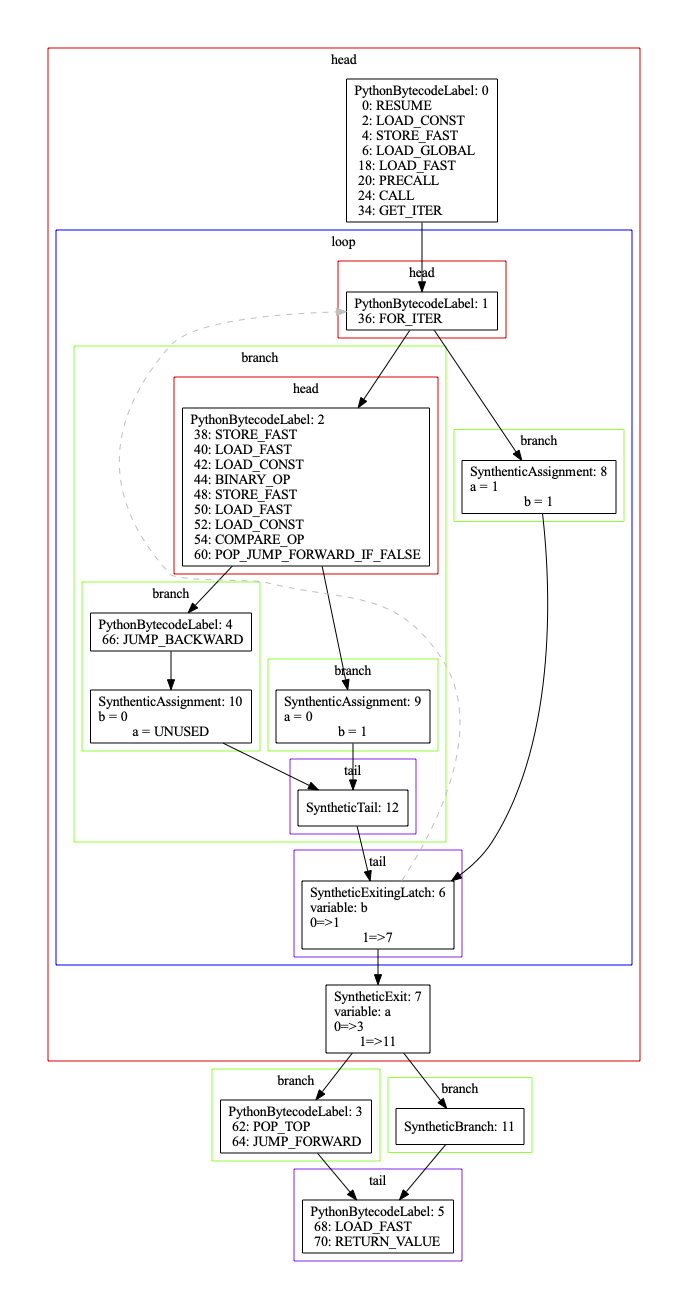 head
PythonBytecodeLabel: 0
0: RESUME
2: LOAD_CONST
4: STORE_FAST
6: LOAD_GLOBAL
18: LOAD_FAST
20: PRECALL
24: CALL
34: GET_ITER
loop
head
PythonBytecodeLabel: 1
36: FOR_ITER
branch
head
PythonBytecodeLabel: 2
38: STORE_FAST
40: LOAD_FAST
42: LOAD_CONST
44: BINARY_OP
48: STORE_FAST
50: LOAD_FAST
52: LOAD_CONST
54: COMPARE_OP
60: POP_JUMP_FORWARD_IF_FALSE
branch
SynthenticAssignment: 8
a = 1
b = 1
branch
PythonBytecodeLabel: 4
66: JUMP_BACKWARD
SynthenticAssignment: 10
b = 0
a = UNUSED
branch
SynthenticAssignment: 9
a = 0
b = 1
tail
SyntheticTail: 12
tail
SyntheticExitingLatch: 6
variable: b
0=>1
1=>7
SyntheticExit: 7
variable: a
0=>3
1=>11
branch
PythonBytecodeLabel: 3
62: POP_TOP
64: JUMP_FORWARD
branch
SyntheticBranch: 11
tail
PythonBytecodeLabel: 5
68: LOAD_FAST
70: RETURN_VALUE